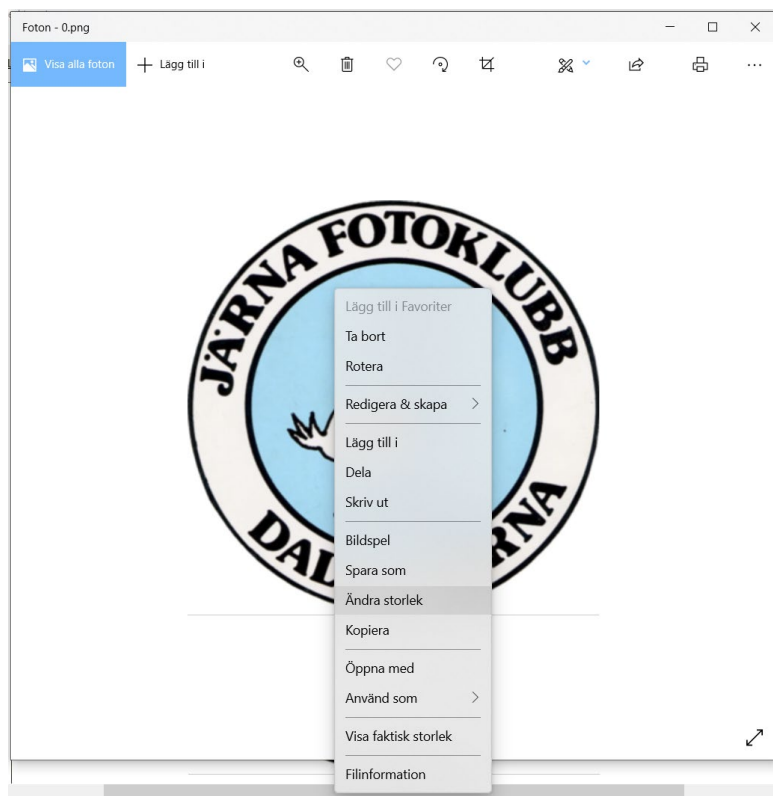 Foton - 0.png
Visa alla foton
Lägg till i
JÄRNA FOTOKLUBB
Lägg till i Favoriter
Ta bort
Rotera
Redigera & skapa
Lägg till i
Dela
Skriv ut
Bildspel
Spara som
Ändra storlek
Kopiera
Öppna med
Använd som
Visa faktisk storlek
Filinformation